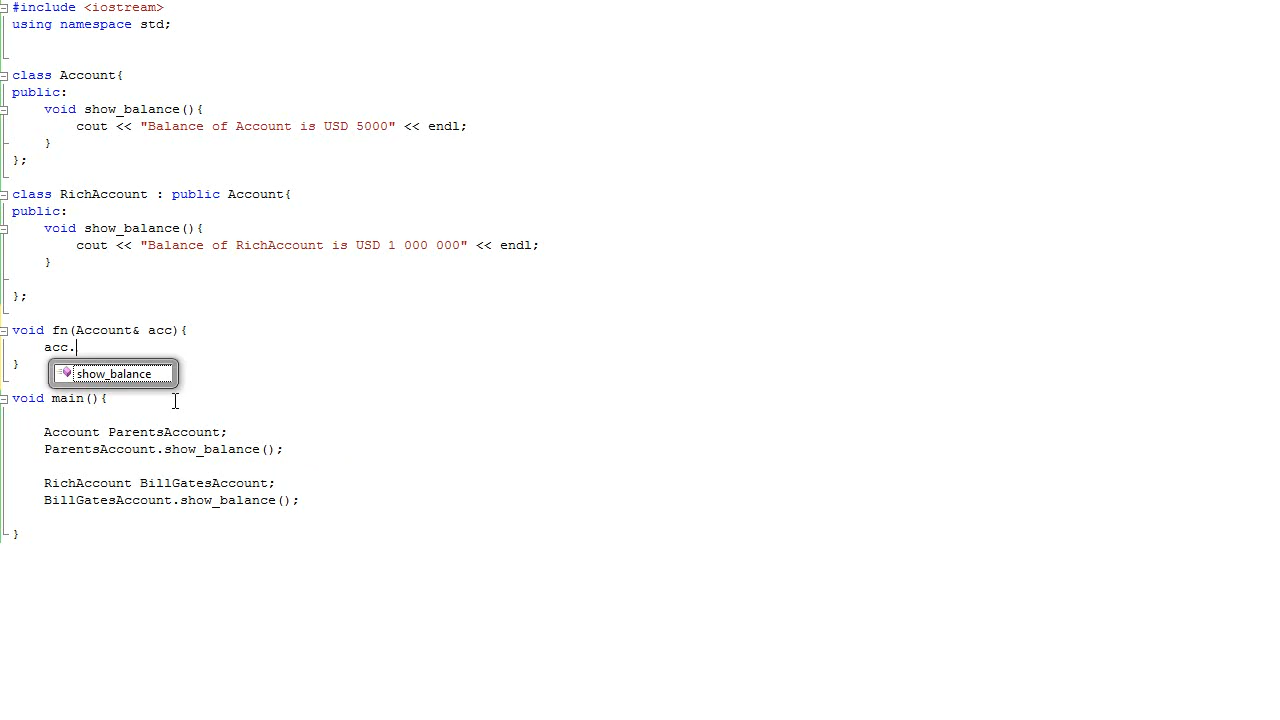 #include <iostream>
using namespace std;
class Account{
public:
    void show_balance(){
        cout << "Balance of Account is USD 5000" << endl;
    }
};
class RichAccount : public Account{
public:
    void show_balance(){
        cout << "Balance of RichAccount is USD 1 000 000" << endl;
    }
};
void fn(Account& acc){
    acc.
}
show_balance
void main(){
    Account ParentsAccount;
    ParentsAccount.show_balance();
    RichAccount BillGatesAccount;
    BillGatesAccount.show_balance();
}